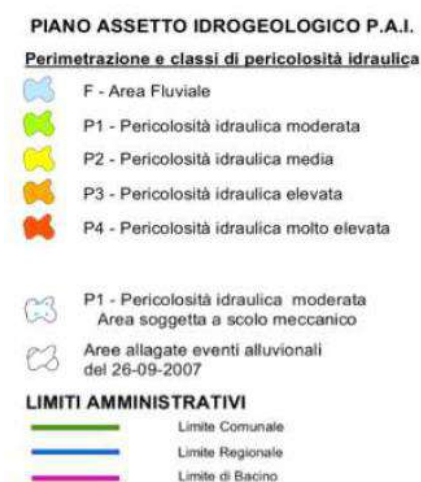 PIANO ASSETTO IDROGEOLOGICO P.A.I.
Perimetrazione e classi di pericolosità idraulica
F - Area Fluviale
P1 - Pericolosità idraulica moderata
P2 - Pericolosità idraulica media
P3 - Pericolosità idraulica elevata
P4 - Pericolosità idraulica molto elevata
P1 - Pericolosità idraulica moderata
Area soggetta a scolo meccanico
Aree allagate eventi alluvionali
del 26-09-2007
LIMITI AMMINISTRATIVI
Limite Comunale
Limite Regionale
Limite di Bacino